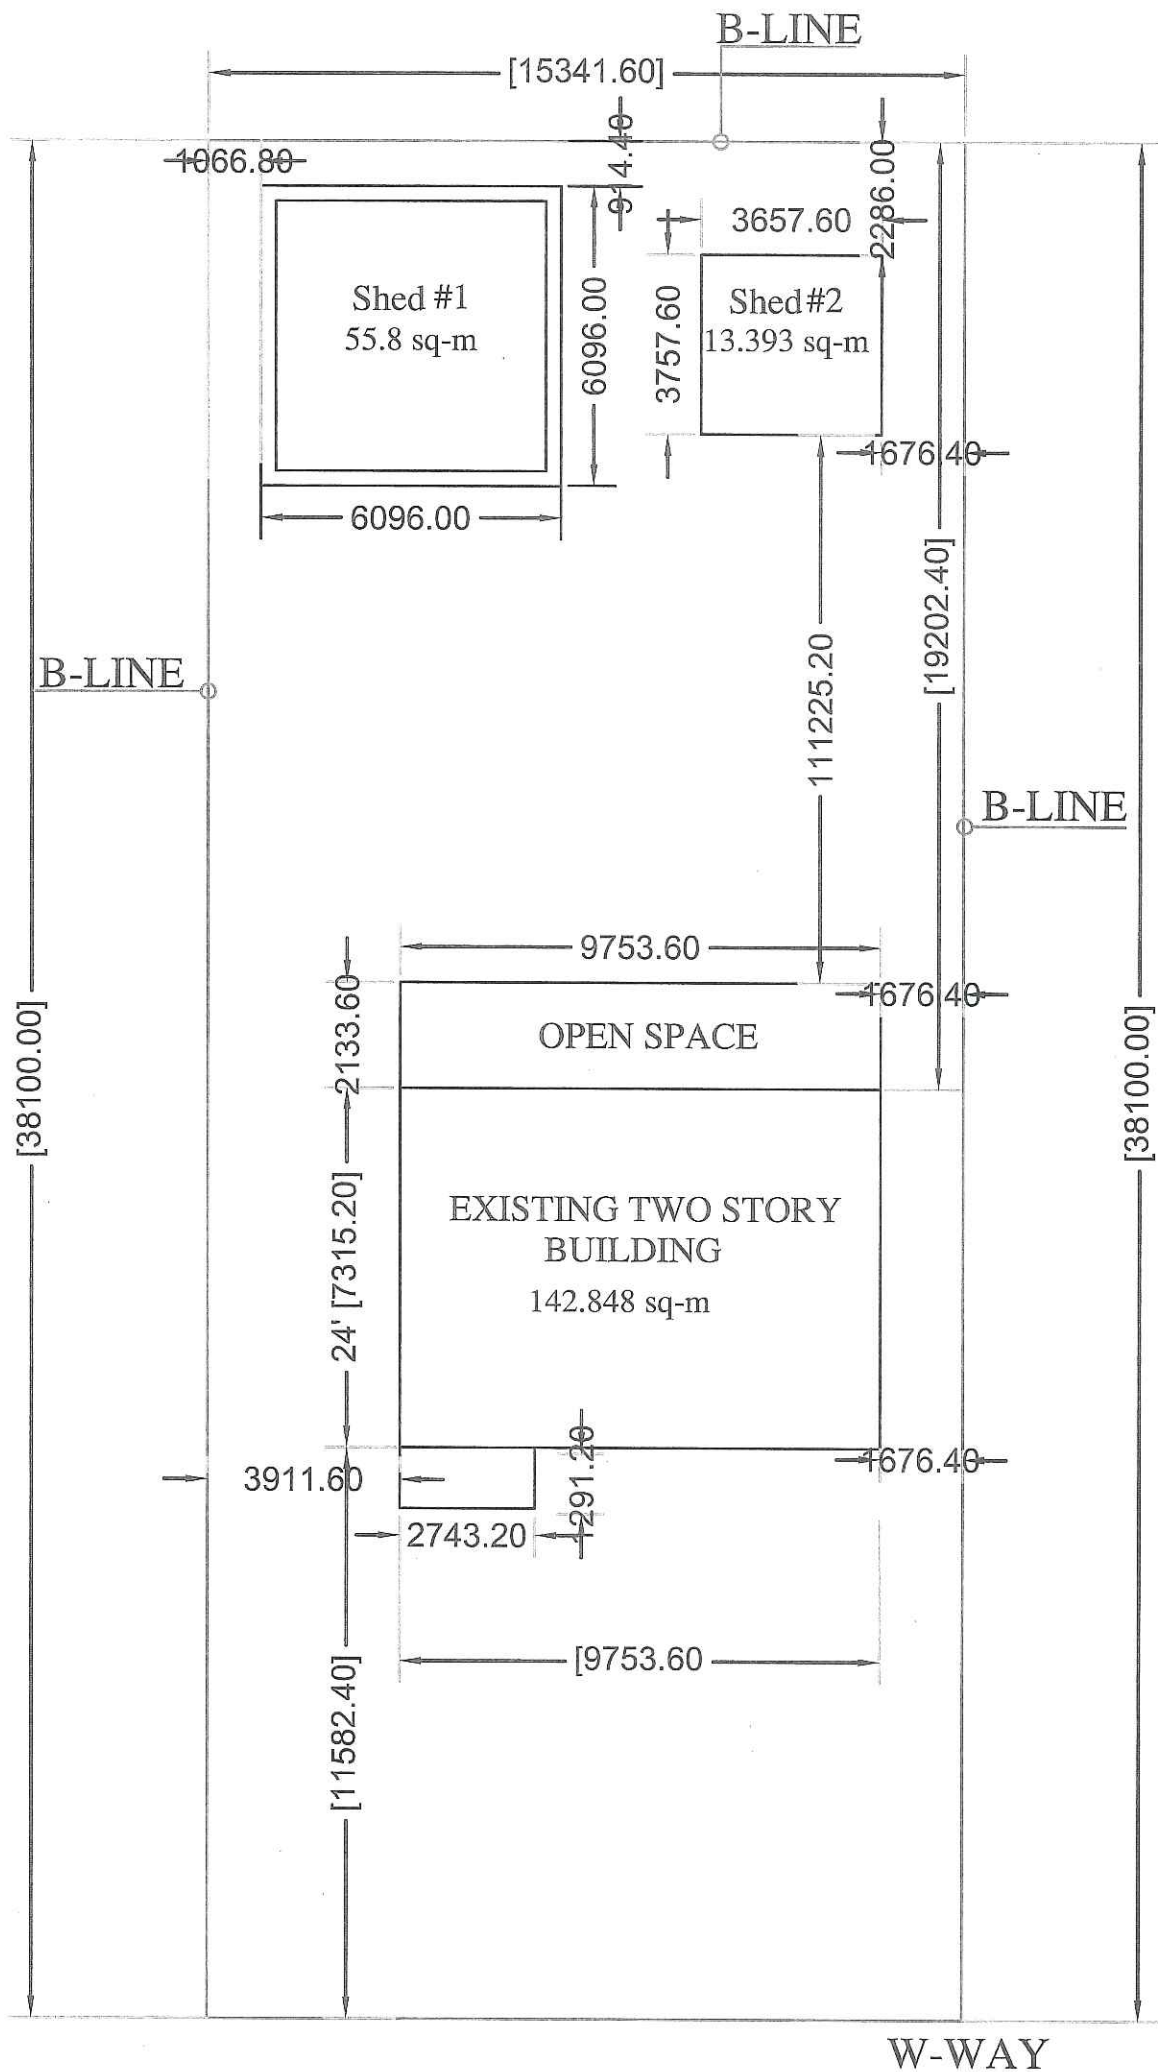 B-LINE
[15341.60]
1066.80
914.40
2286.00
3657.60
Shed #1
55.8 sq-m
6096.00
3757.60
Shed #2
13.393 sq-m
1676.40
6096.00
[19202.40]
111225.20
B-LINE
B-LINE
9753.60
2133.60
1676.40
OPEN SPACE
[38100.00]
[38100.00]
24' [7315.20]
EXISTING TWO STORY
BUILDING
142.848 sq-m
3911.60
1676.40
2743.20
[9753.60
[11582.40]
W-WAY